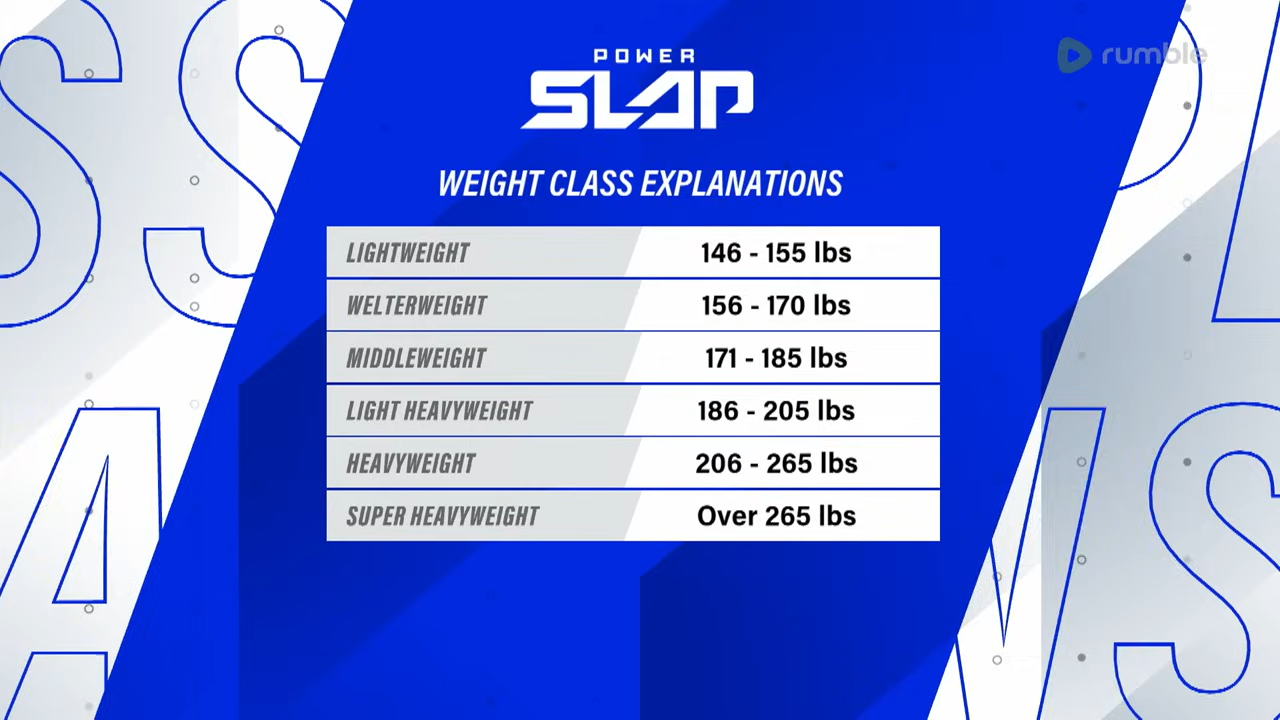 POWER
SLAP
rumble
WEIGHT CLASS EXPLANATIONS
LIGHTWEIGHT 146 - 155 lbs
WELTERWEIGHT 156 - 170 lbs
MIDDLEWEIGHT 171 - 185 lbs
LIGHT HEAVYWEIGHT 186 - 205 lbs
HEAVYWEIGHT 206 - 265 lbs
SUPER HEAVYWEIGHT Over 265 lbs